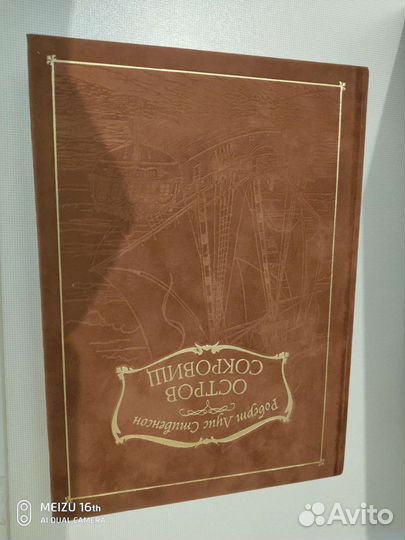 Роберт Луис Стивенсон
ОСТРОВ
СОКРОВИЩ
MEIZU 16th
AI DUAL CAMERA
Avito